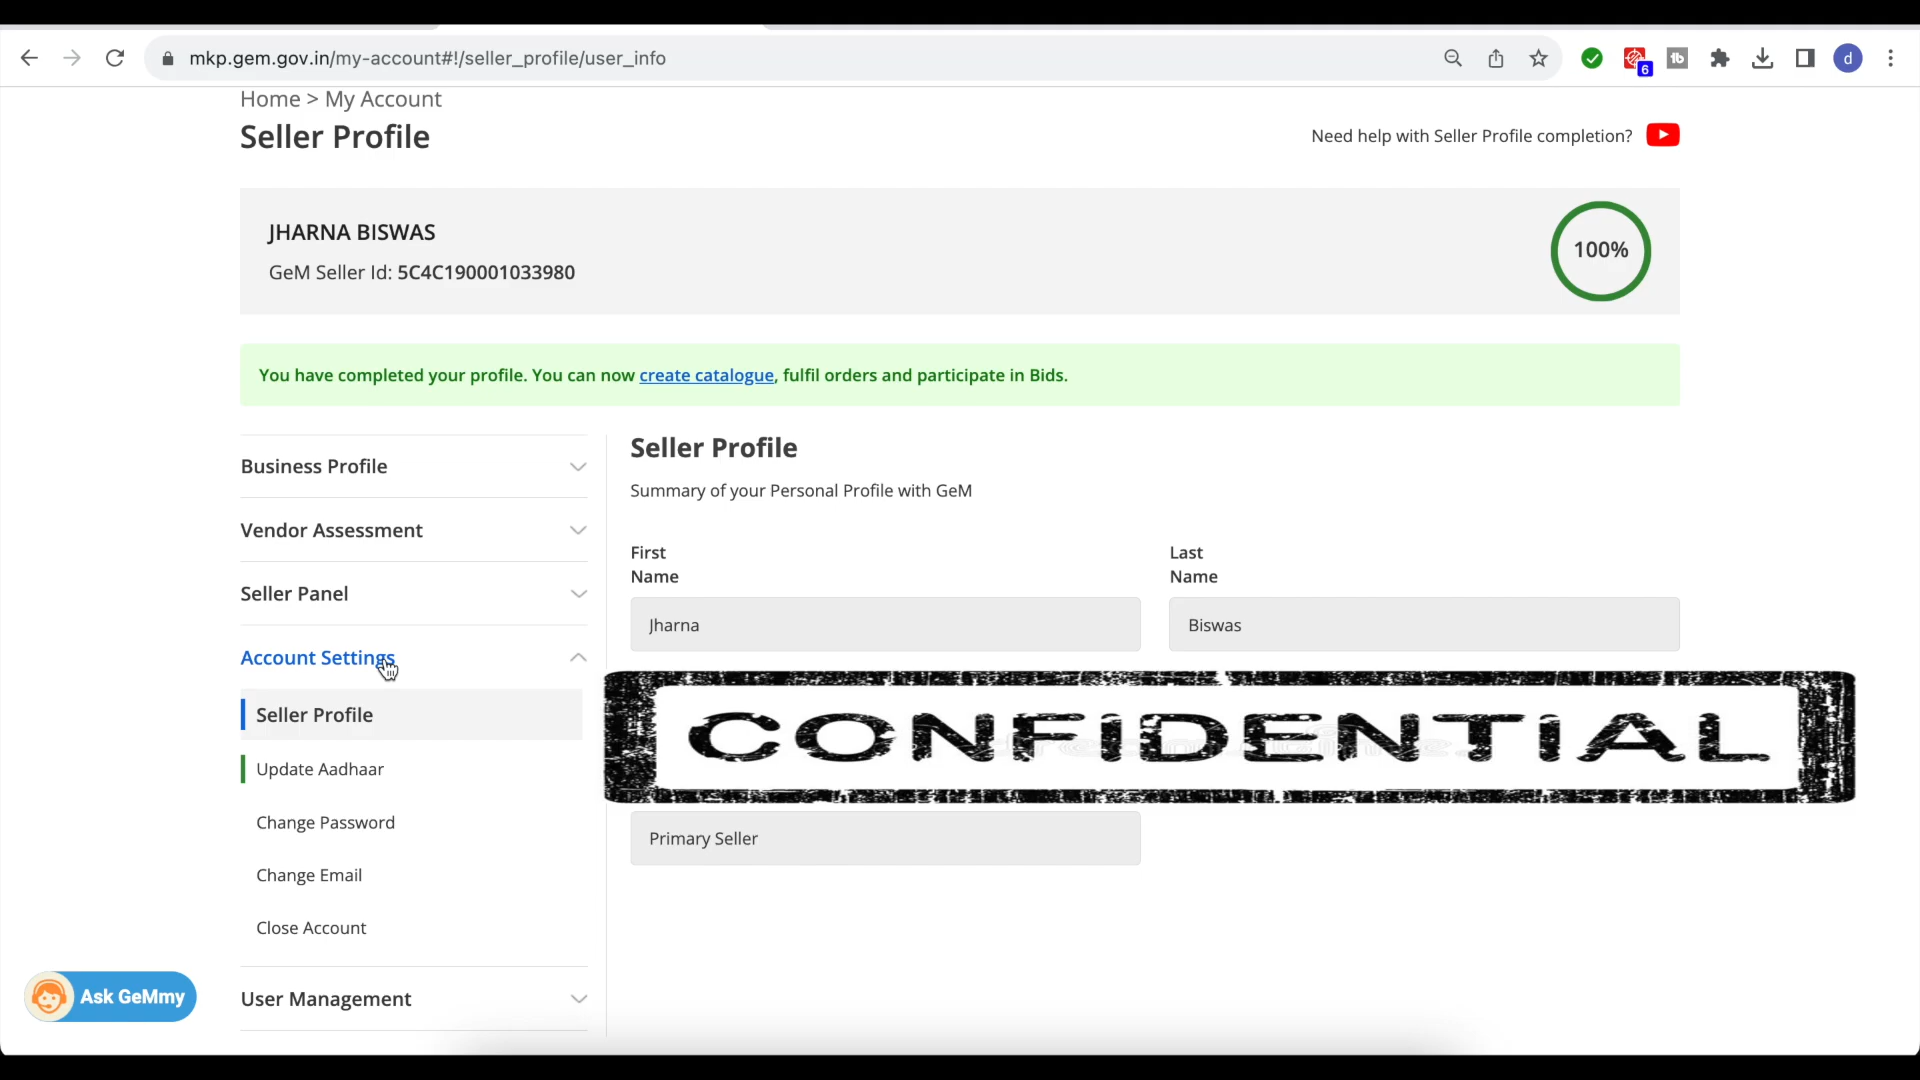 mkp.gem.gov.in/my-account#!/seller_profile/user_info
6
d
Home > My Account
Seller Profile
Need help with Seller Profile completion?
JHARNA BISWAS
GeM Seller Id: 5C4C190001033980
100%
You have completed your profile. You can now create catalogue, fulfil orders and participate in Bids.
Business Profile
Vendor Assessment
Seller Panel
Account Settings
Seller Profile
Update Aadhaar
Change Password
Change Email
Close Account
User Management
Seller Profile
Summary of your Personal Profile with GeM
First
Name
Last
Name
Jharna
Biswas
CONFiDENTiAL
Primary Seller
Ask GeMmy